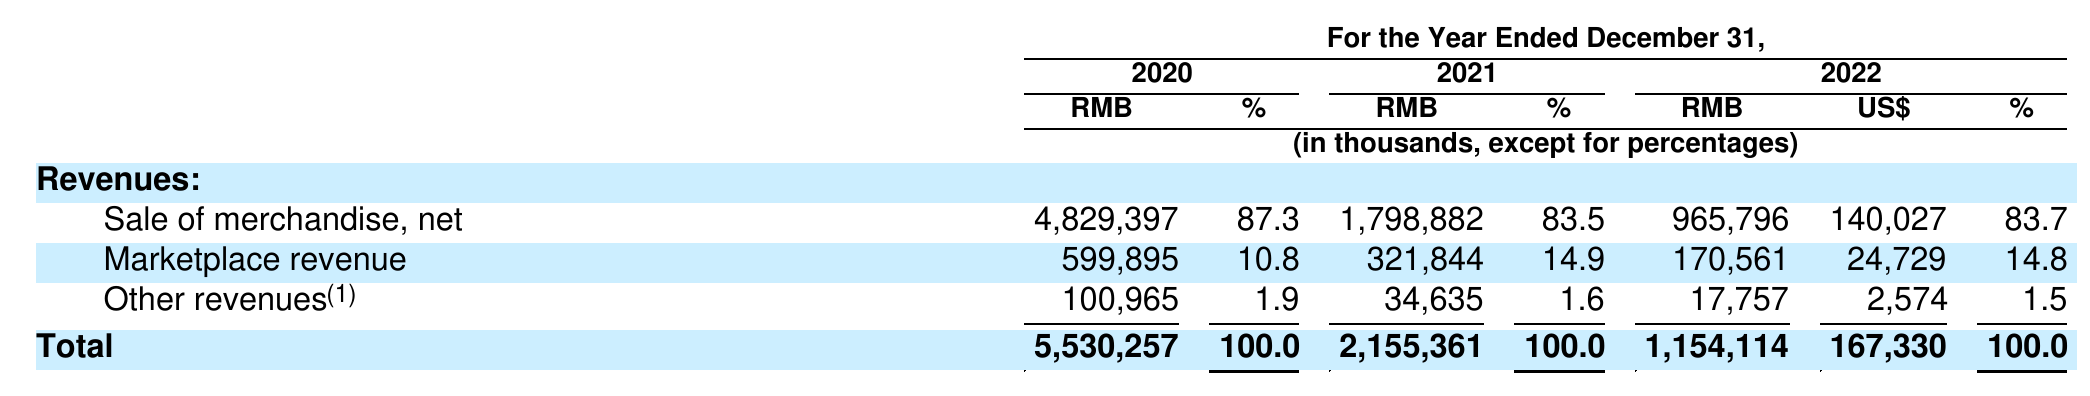 For the Year Ended December 31,
2020 2021 2022
RMB % RMB % RMB US$ %
(in thousands, except for percentages)
Revenues:
Sale of merchandise, net 4,829,397 87.3 1,798,882 83.5 965,796 140,027 83.7
Marketplace revenue 599,895 10.8 321,844 14.9 170,561 24,729 14.8
Other revenues(1) 100,965 1.9 34,635 1.6 17,757 2,574 1.5
Total 5,530,257 100.0 2,155,361 100.0 1,154,114 167,330 100.0